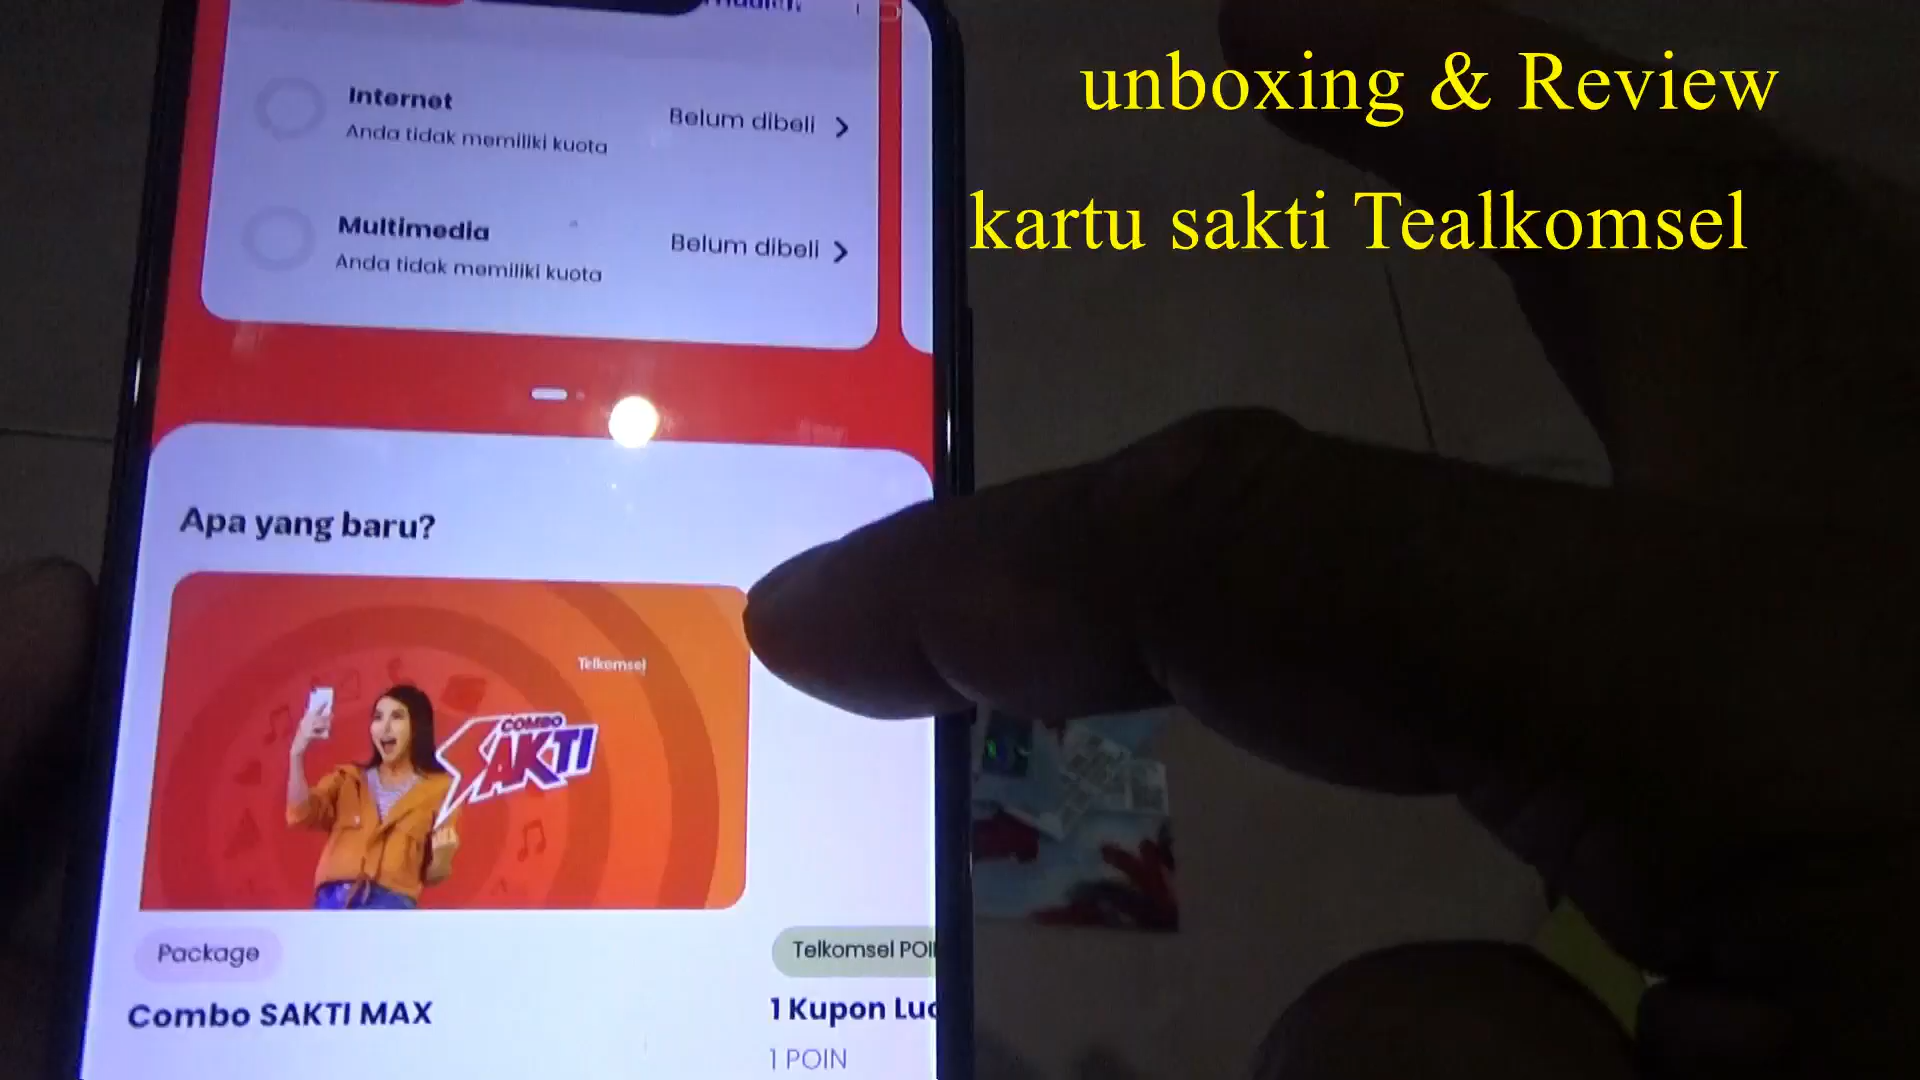 unboxing & Review
kartu sakti Tealkomsel
Internet
Anda tidak memiliki kuota
Belum dibeli
Multimedia
Anda tidak memiliki kuota
Belum dibeli
Apa yang baru?
Telkomsel
COMBO
SAKTI
Package
Combo SAKTI MAX
Telkomsel POI
1 Kupon Luc
1 POIN